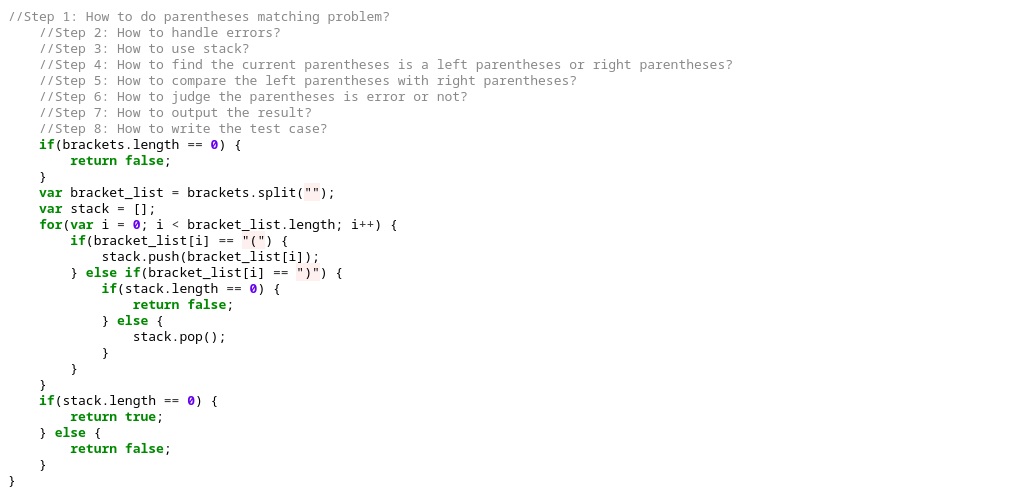 //Step 1: How to do parentheses matching problem?
    //Step 2: How to handle errors?
    //Step 3: How to use stack?
    //Step 4: How to find the current parentheses is a left parentheses or right parentheses?
    //Step 5: How to compare the left parentheses with right parentheses?
    //Step 6: How to judge the parentheses is error or not?
    //Step 7: How to output the result?
    //Step 8: How to write the test case?
    if(brackets.length == 0) {
        return false;
    }
    var bracket_list = brackets.split("");
    var stack = [];
    for(var i = 0; i < bracket_list.length; i++) {
        if(bracket_list[i] == "(") {
            stack.push(bracket_list[i]);
        } else if(bracket_list[i] == ")") {
            if(stack.length == 0) {
                return false;
            } else {
                stack.pop();
            }
        }
    }
    if(stack.length == 0) {
        return true;
    } else {
        return false;
    }
}